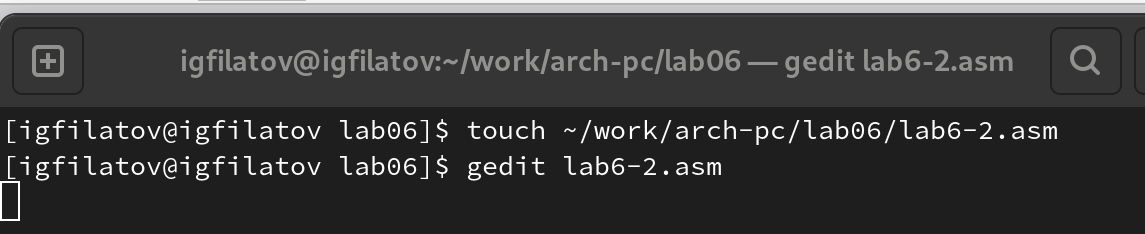 igfilatov@igfilatov:~/work/arch-pc/lab06 — gedit lab6-2.asm
[igfilatov@igfilatov lab06]$ touch ~/work/arch-pc/lab06/lab6-2.asm
[igfilatov@igfilatov lab06]$ gedit lab6-2.asm